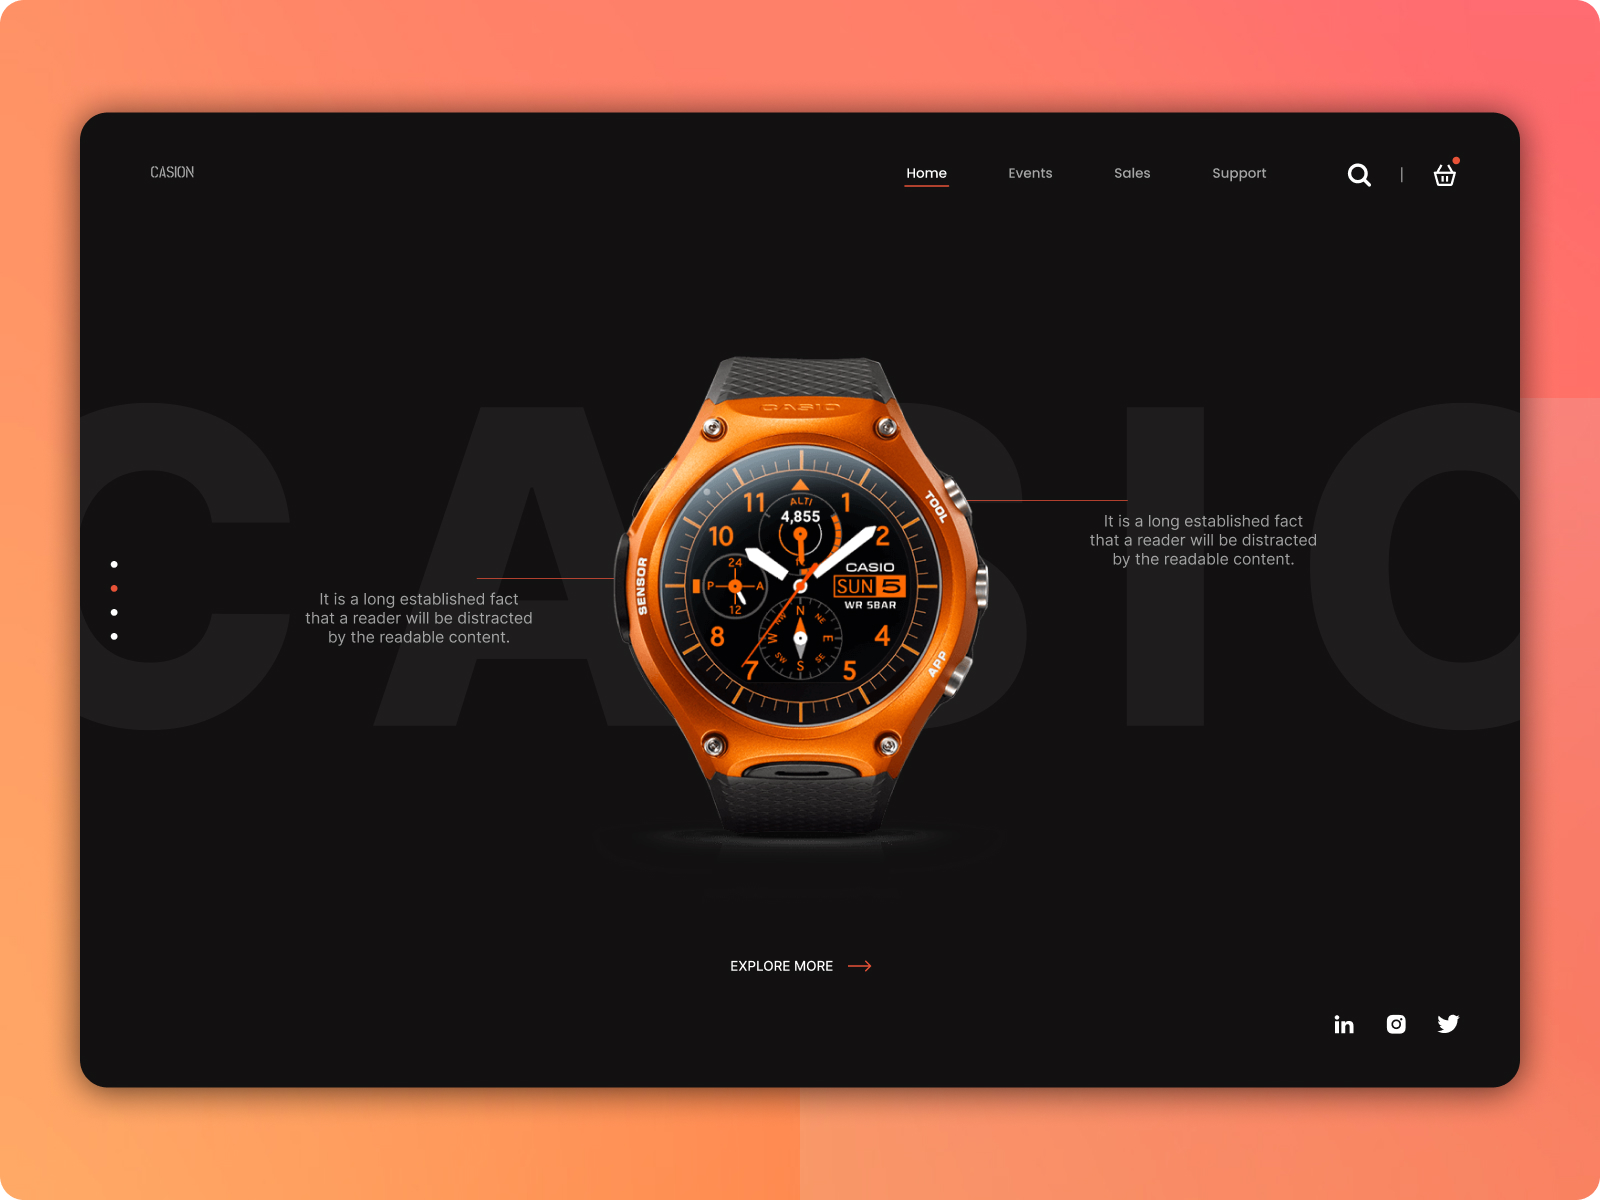 CASION
Home
Events
Sales
Support
CASIO
CASIO
TOOL
SENSOR
APP
11
1
10
2
8
4
7
5
ALTI
4,855
24
P
A
12
CASIO
SUN 5
WR 5BAR
N
NE
E
SE
S
SW
W
NW
It is a long established fact
that a reader will be distracted
by the readable content.
It is a long established fact
that a reader will be distracted
by the readable content.
EXPLORE MORE
in